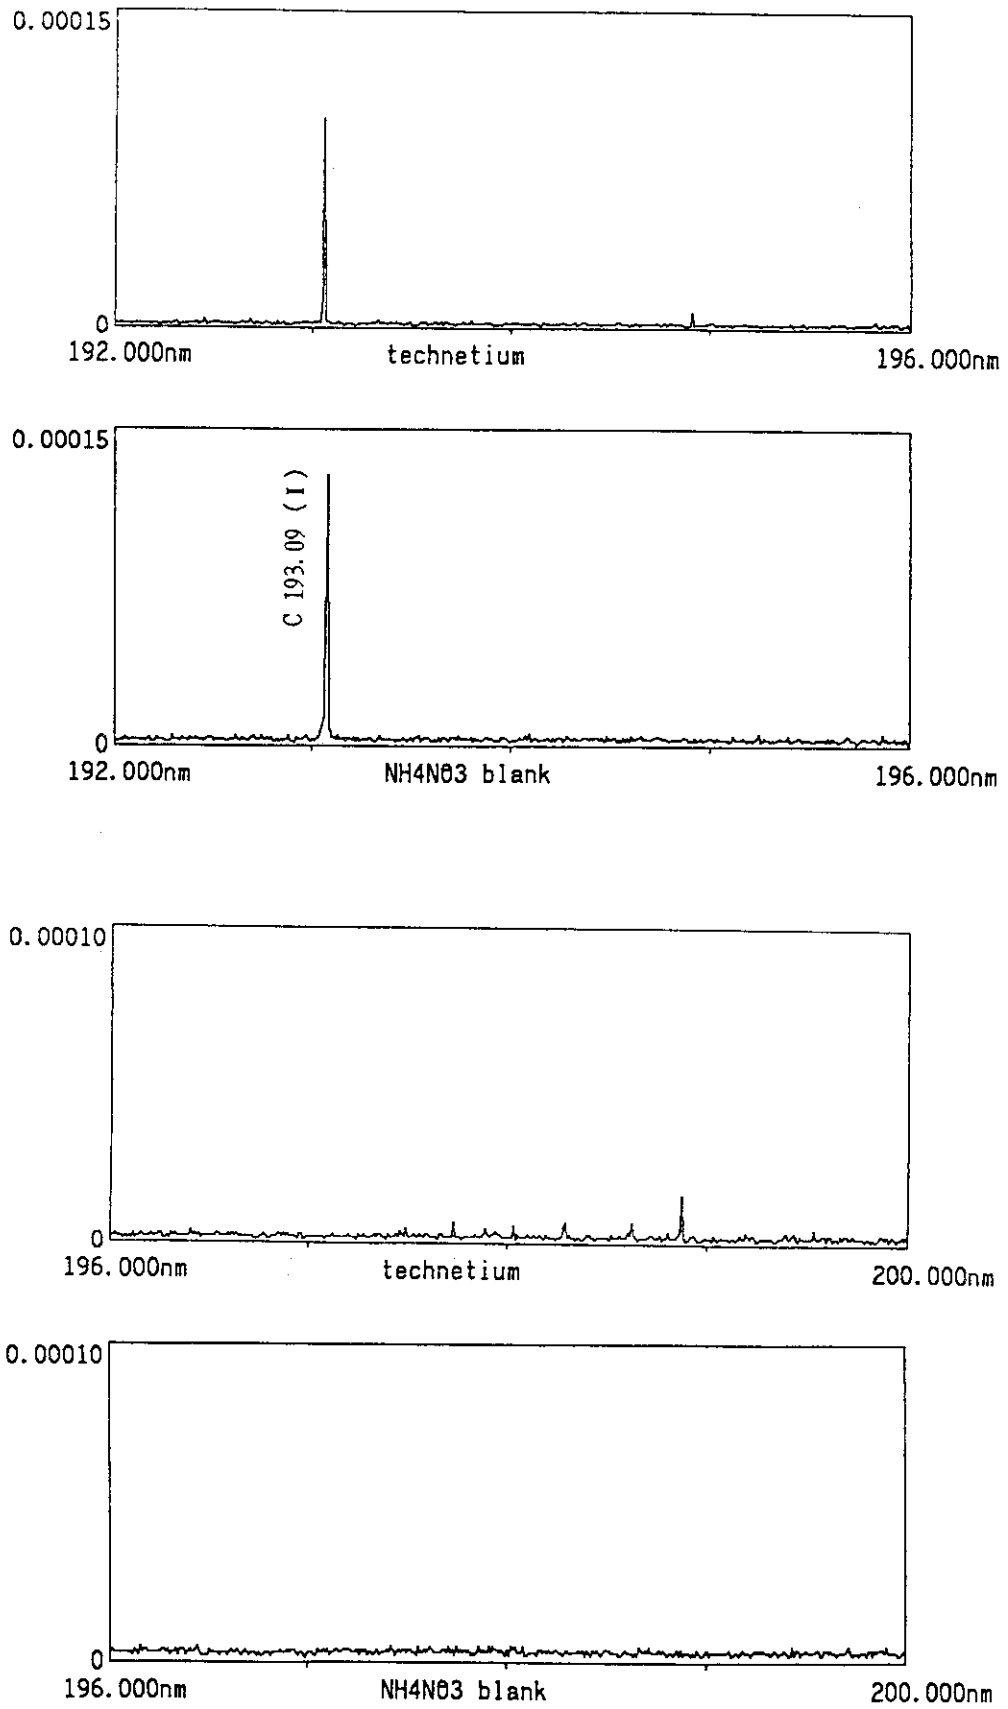 0.00015
0
192.000nm technetium 196.000nm
0.00015
C 193.09 (I)
0
192.000nm NH4NO3 blank 196.000nm
0.00010
0
196.000nm technetium 200.000nm
0.00010
0
196.000nm NH4NO3 blank 200.000nm